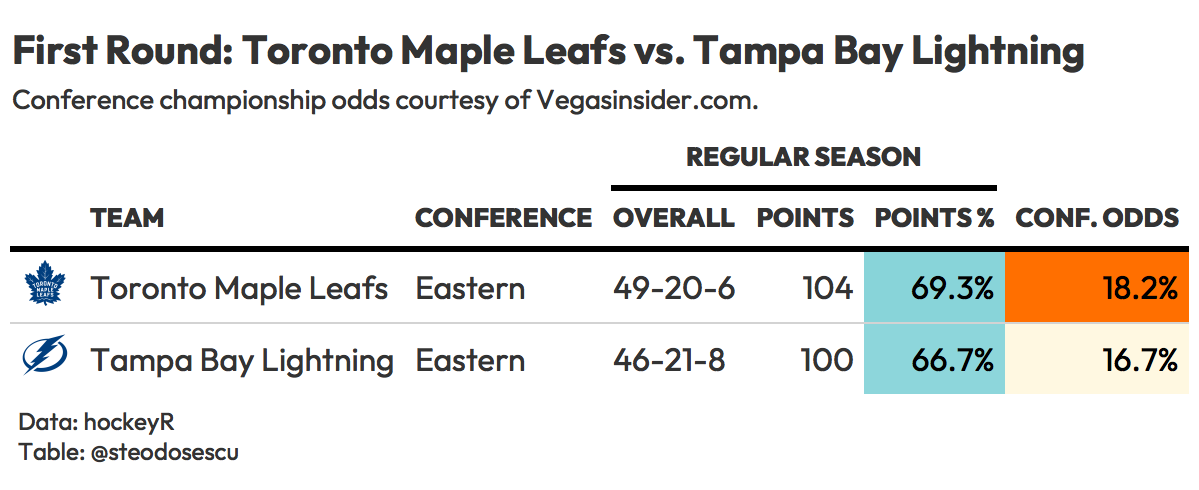 First Round: Toronto Maple Leafs vs. Tampa Bay Lightning
Conference championship odds courtesy of Vegasinsider.com.
REGULAR SEASON
TEAM CONFERENCE OVERALL POINTS POINTS % CONF. ODDS
TORONTO
MAPLE
LEAFS
Toronto Maple Leafs Eastern 49-20-6 104 69.3% 18.2%
Tampa Bay Lightning Eastern 46-21-8 100 66.7% 16.7%
Data: hockeyR
Table: @steodosescu